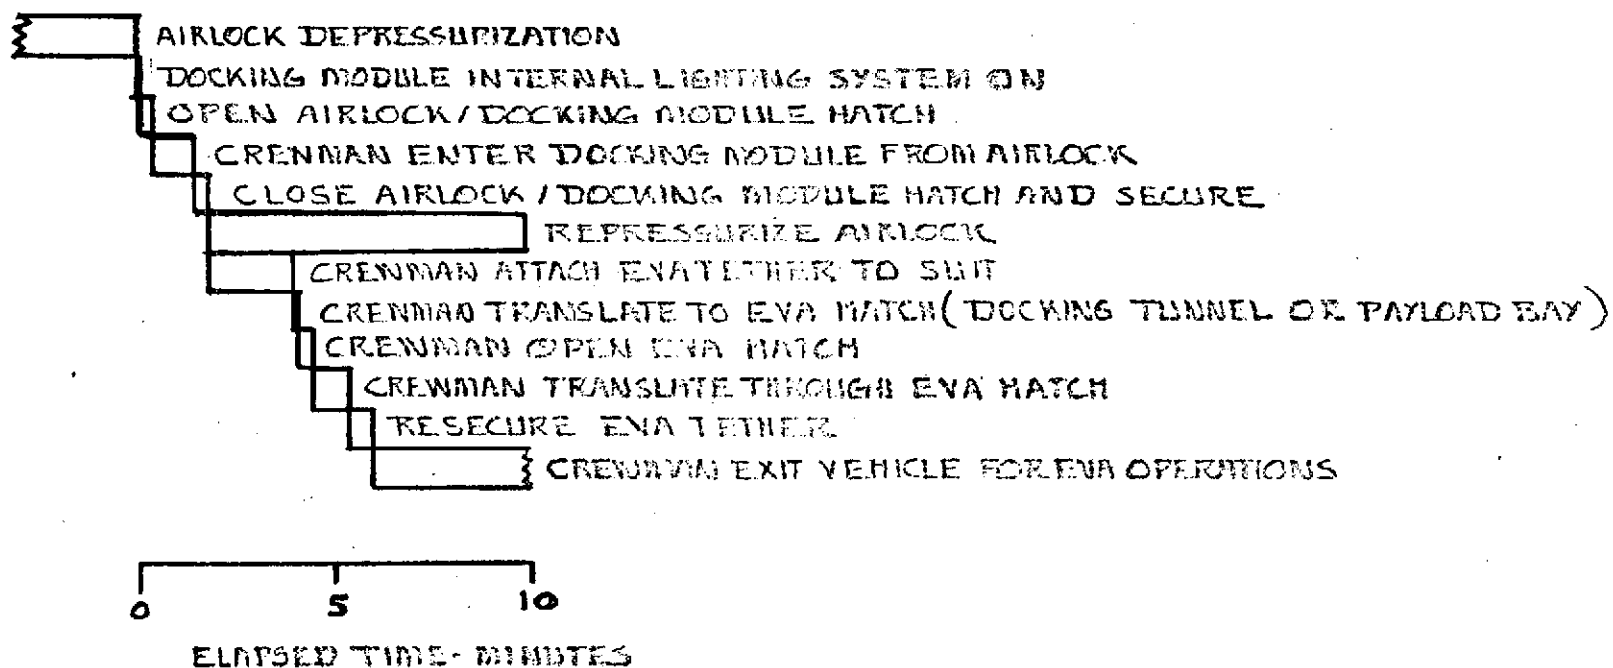 AIRLOCK DEPRESSURIZATION
DOCKING MODULE INTERNAL LIGHTING SYSTEM ON
OPEN AIRLOCK/DOCKING MODULE HATCH
CREWMAN ENTER DOCKING MODULE FROM AIRLOCK
CLOSE AIRLOCK/DOCKING MODULE HATCH AND SECURE
REPRESSURIZE AIRLOCK
CREWMAN ATTACH EVA TETHER TO SUIT
CREWMAN TRANSLATE TO EVA HATCH (DOCKING TUNNEL OR PAYLOAD BAY)
CREWMAN OPEN EVA HATCH
CREWMAN TRANSLATE THROUGH EVA HATCH
RESECURE EVA TETHER
CREWMAN EXIT VEHICLE FOR EVA OPERATIONS
0 5 10
ELAPSED TIME - MINUTES